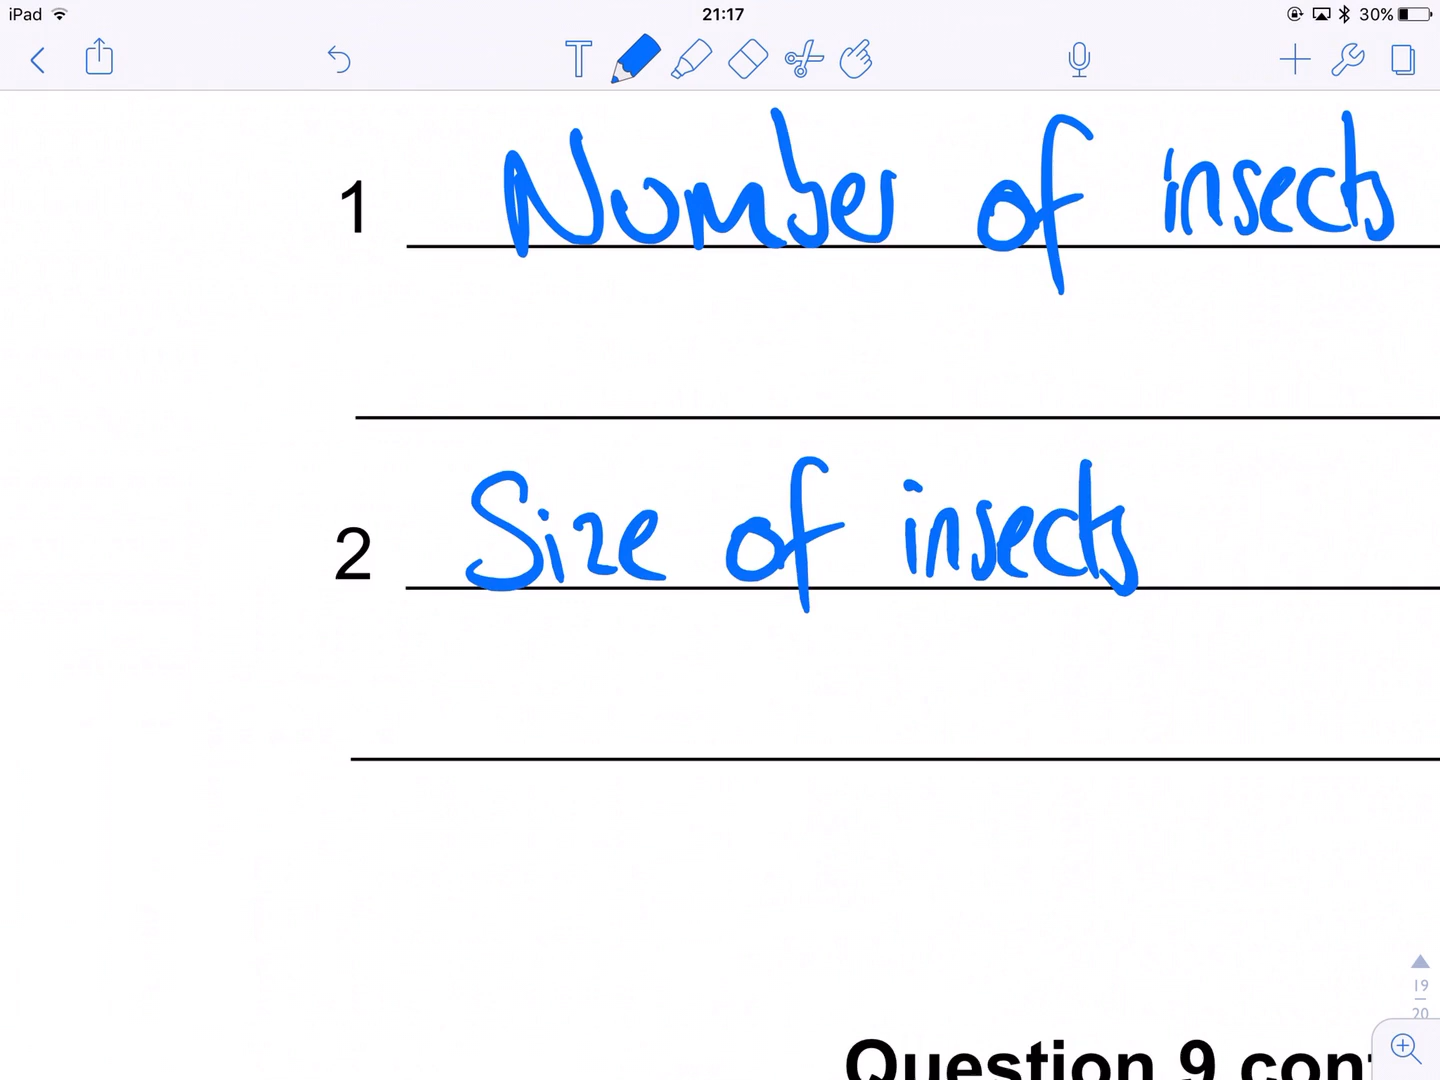 iPad 21:17 30%
T
1 Number of insects
2 Size of insects
19
20
Question 9 con